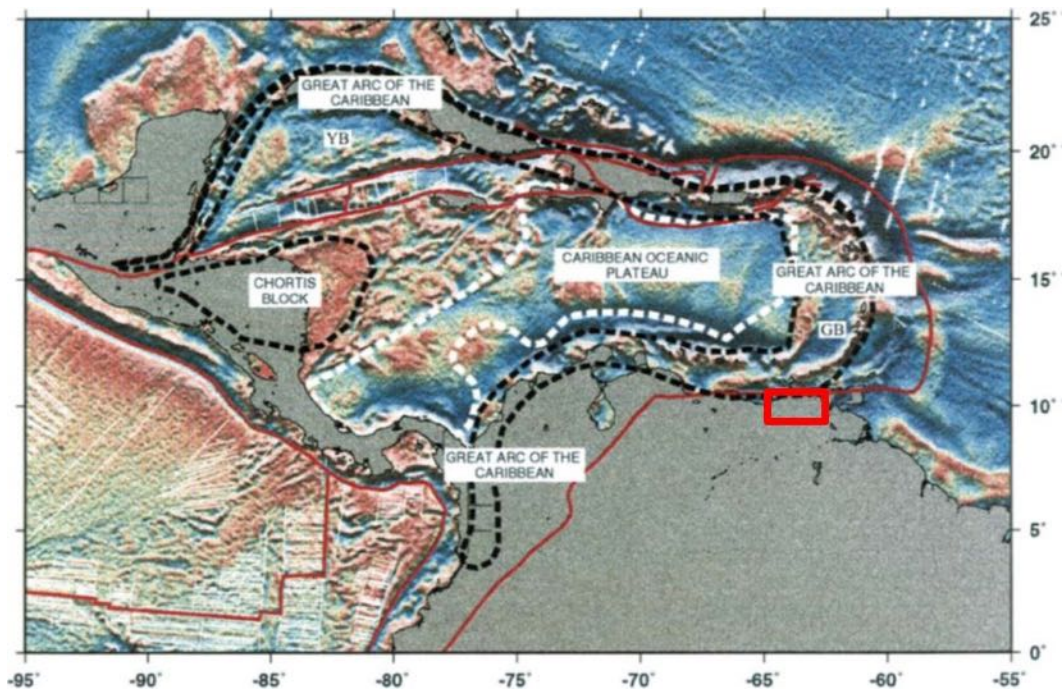 25°
GREAT ARC OF THE
CARIBBEAN
YB
20°
CARIBBEAN OCEANIC
PLATEAU
CHORTIS
BLOCK
GREAT ARC OF THE
CARIBBEAN
15°
GB
10°
GREAT ARC OF THE
CARIBBEAN
5°
0°
-95°
-90°
-85°
-80°
-75°
-70°
-65°
-60°
-55°